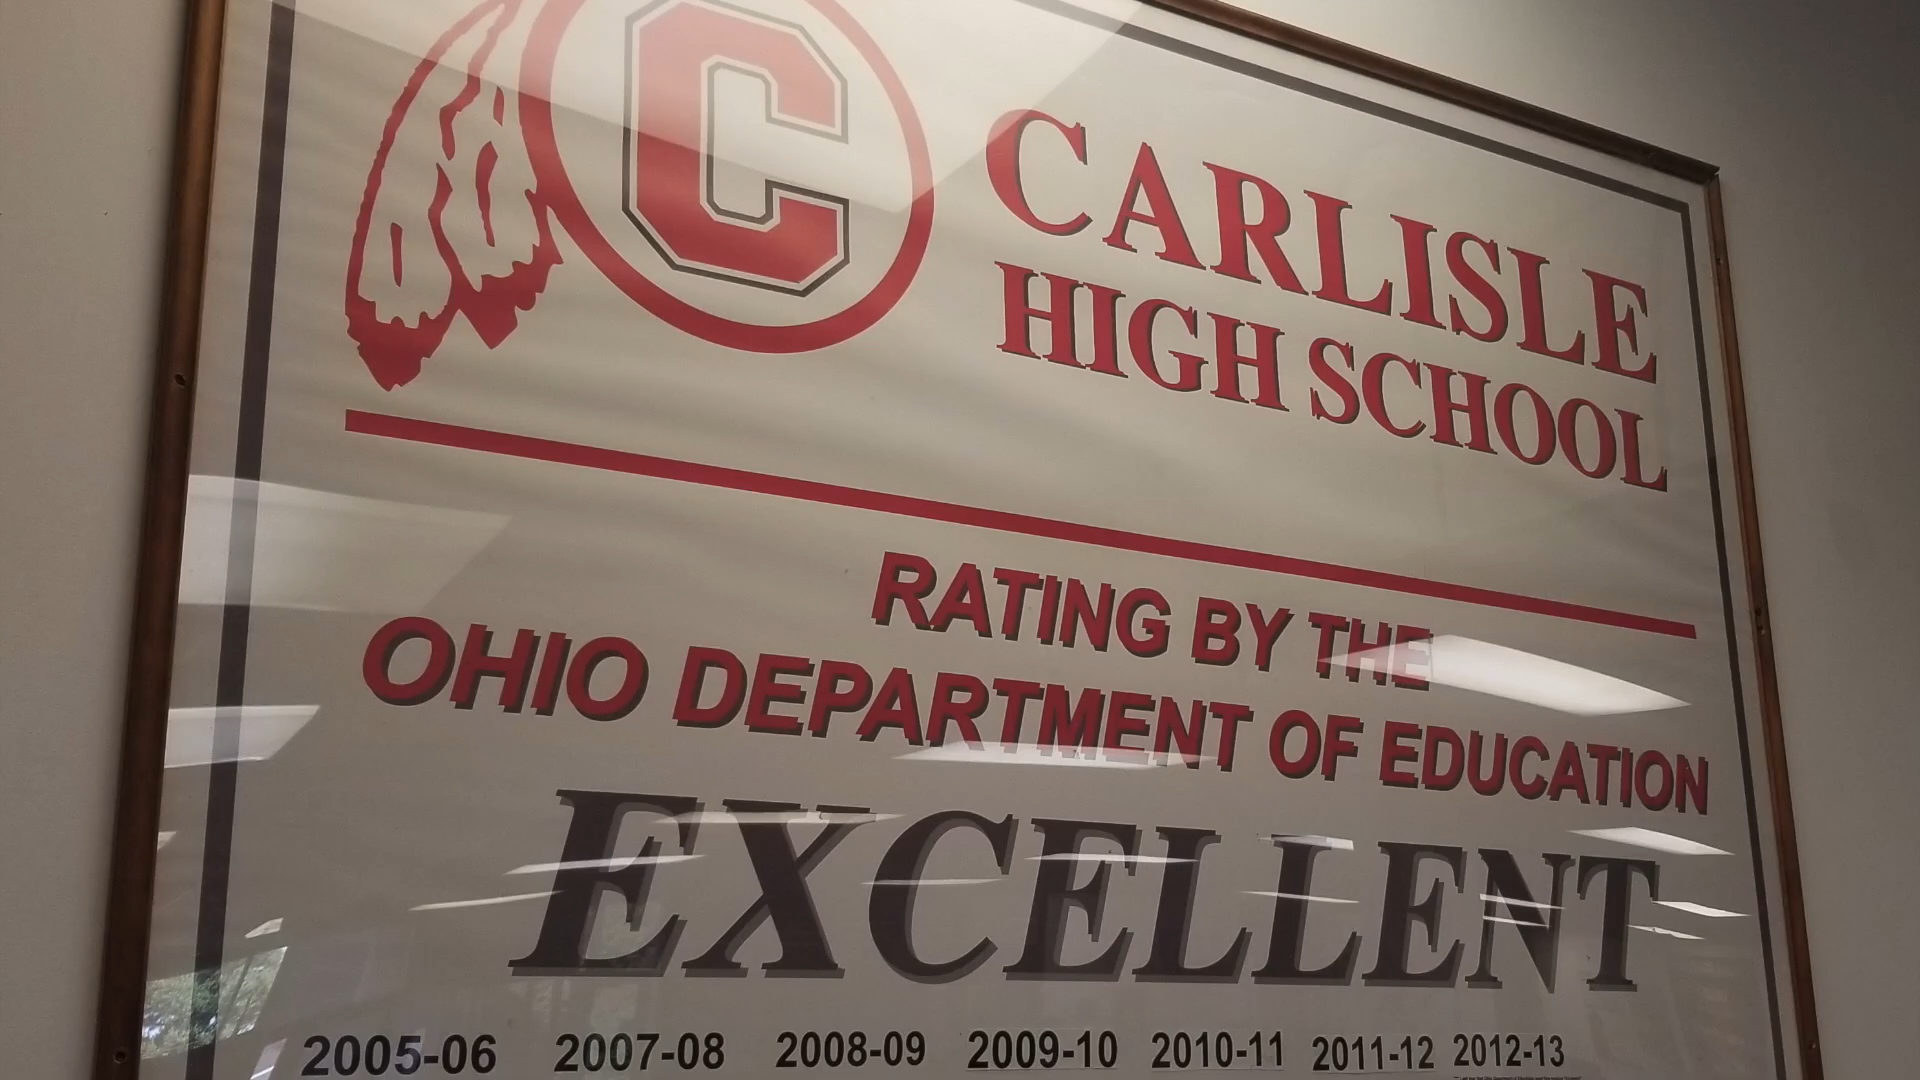 C
CARLISLE
HIGH SCHOOL
RATING BY THE
OHIO DEPARTMENT OF EDUCATION
EXCELLENT
2005-06 2007-08 2008-09 2009-10 2010-11 2011-12 2012-13